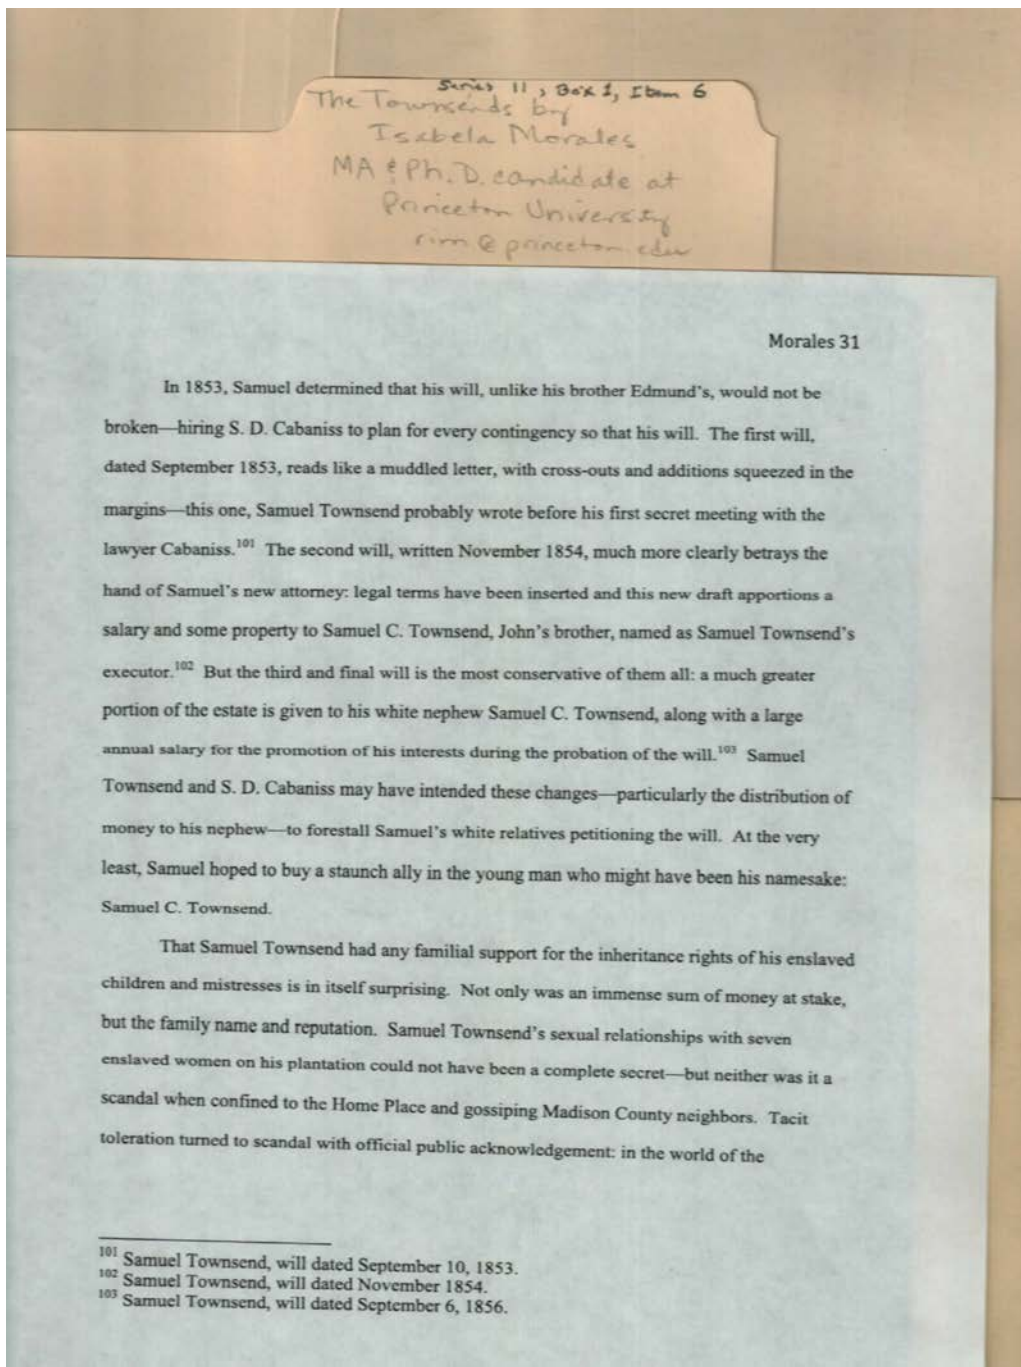 Series 11, Box 1, Item 6
The Townsends by
Isabela Morales
MA & Ph.D. candidate at
Princeton University
rim@princeton.edu
Morales 31
In 1853, Samuel determined that his will, unlike his brother Edmund's, would not be
broken—hiring S. D. Cabaniss to plan for every contingency so that his will.  The first will,
dated September 1853, reads like a muddled letter, with cross-outs and additions squeezed in the
margins—this one, Samuel Townsend probably wrote before his first secret meeting with the
lawyer Cabaniss.101  The second will, written November 1854, much more clearly betrays the
hand of Samuel's new attorney: legal terms have been inserted and this new draft apportions a
salary and some property to Samuel C. Townsend, John's brother, named as Samuel Townsend's
executor.102  But the third and final will is the most conservative of them all: a much greater
portion of the estate is given to his white nephew Samuel C. Townsend, along with a large
annual salary for the promotion of his interests during the probation of the will.103  Samuel
Townsend and S. D. Cabaniss may have intended these changes—particularly the distribution of
money to his nephew—to forestall Samuel's white relatives petitioning the will.  At the very
least, Samuel hoped to buy a staunch ally in the young man who might have been his namesake:
Samuel C. Townsend.
That Samuel Townsend had any familial support for the inheritance rights of his enslaved
children and mistresses is in itself surprising.  Not only was an immense sum of money at stake,
but the family name and reputation.  Samuel Townsend's sexual relationships with seven
enslaved women on his plantation could not have been a complete secret—but neither was it a
scandal when confined to the Home Place and gossiping Madison County neighbors.  Tacit
toleration turned to scandal with official public acknowledgement: in the world of the
101 Samuel Townsend, will dated September 10, 1853.
102 Samuel Townsend, will dated November 1854.
103 Samuel Townsend, will dated September 6, 1856.